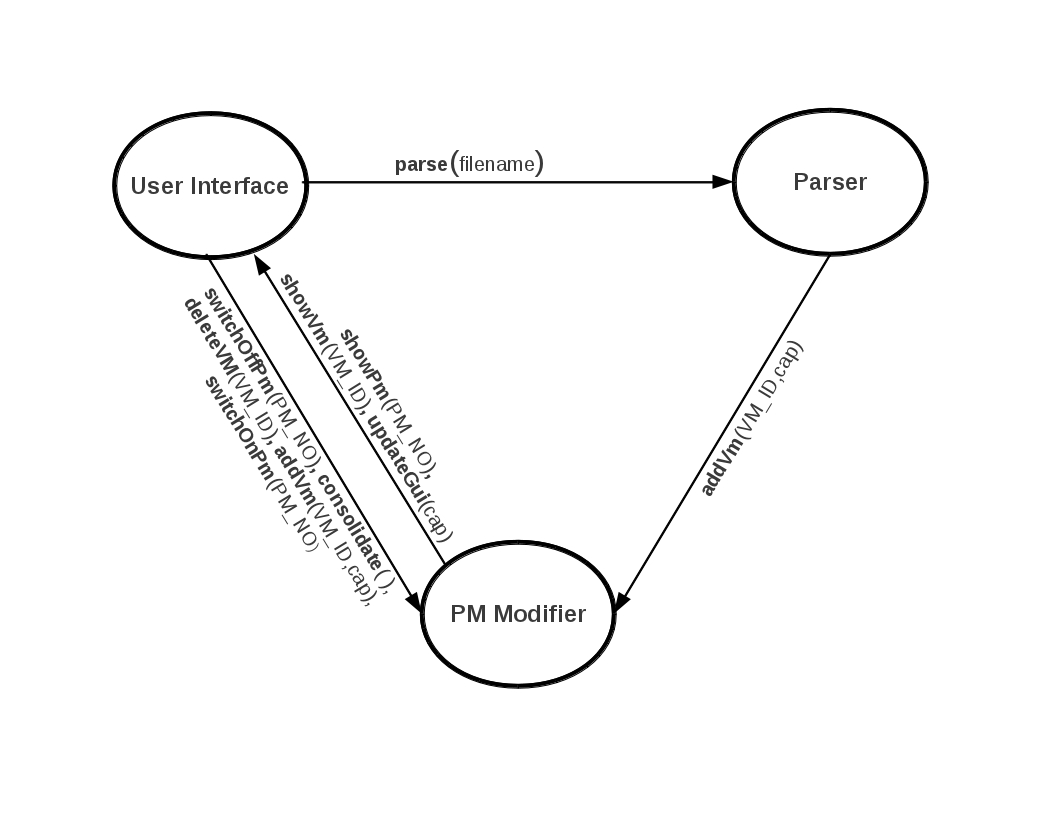 parse(filename)
User Interface
Parser
switchOffPm(PM_NO), consolidate(),
deleteVM(VM_ID), addVm(VM_ID,cap),
switchOnPm(PM_NO)
showPm(PM_NO),
showVm(VM_ID), updateGui(cap)
addVm(VM_ID,cap)
PM Modifier